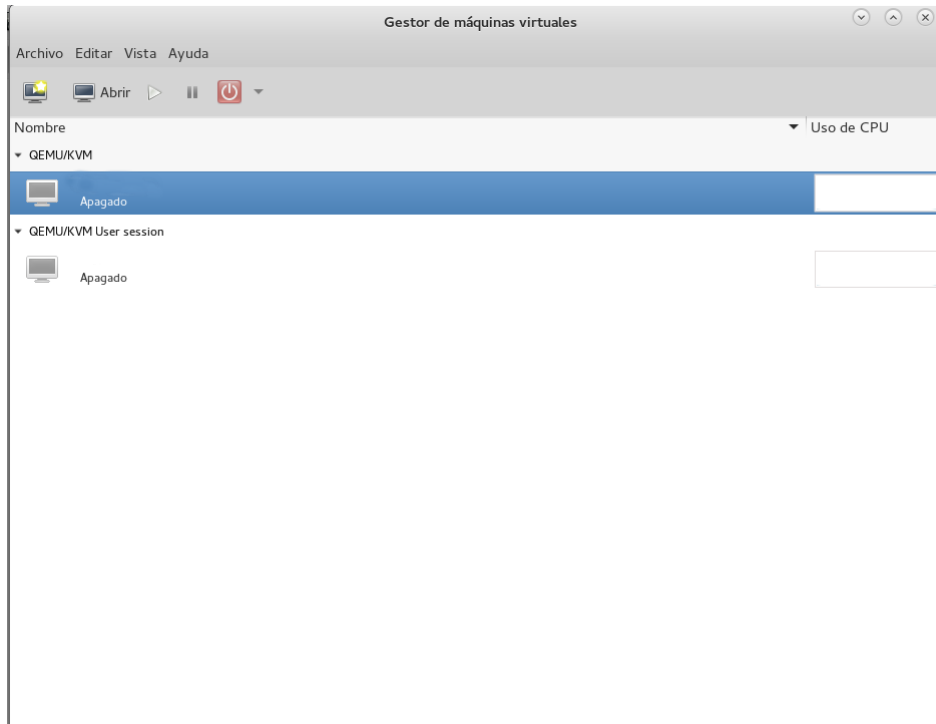 Gestor de máquinas virtuales
Archivo Editar Vista Ayuda
Abrir
Nombre Uso de CPU
QEMU/KVM
Apagado
QEMU/KVM User session
Apagado